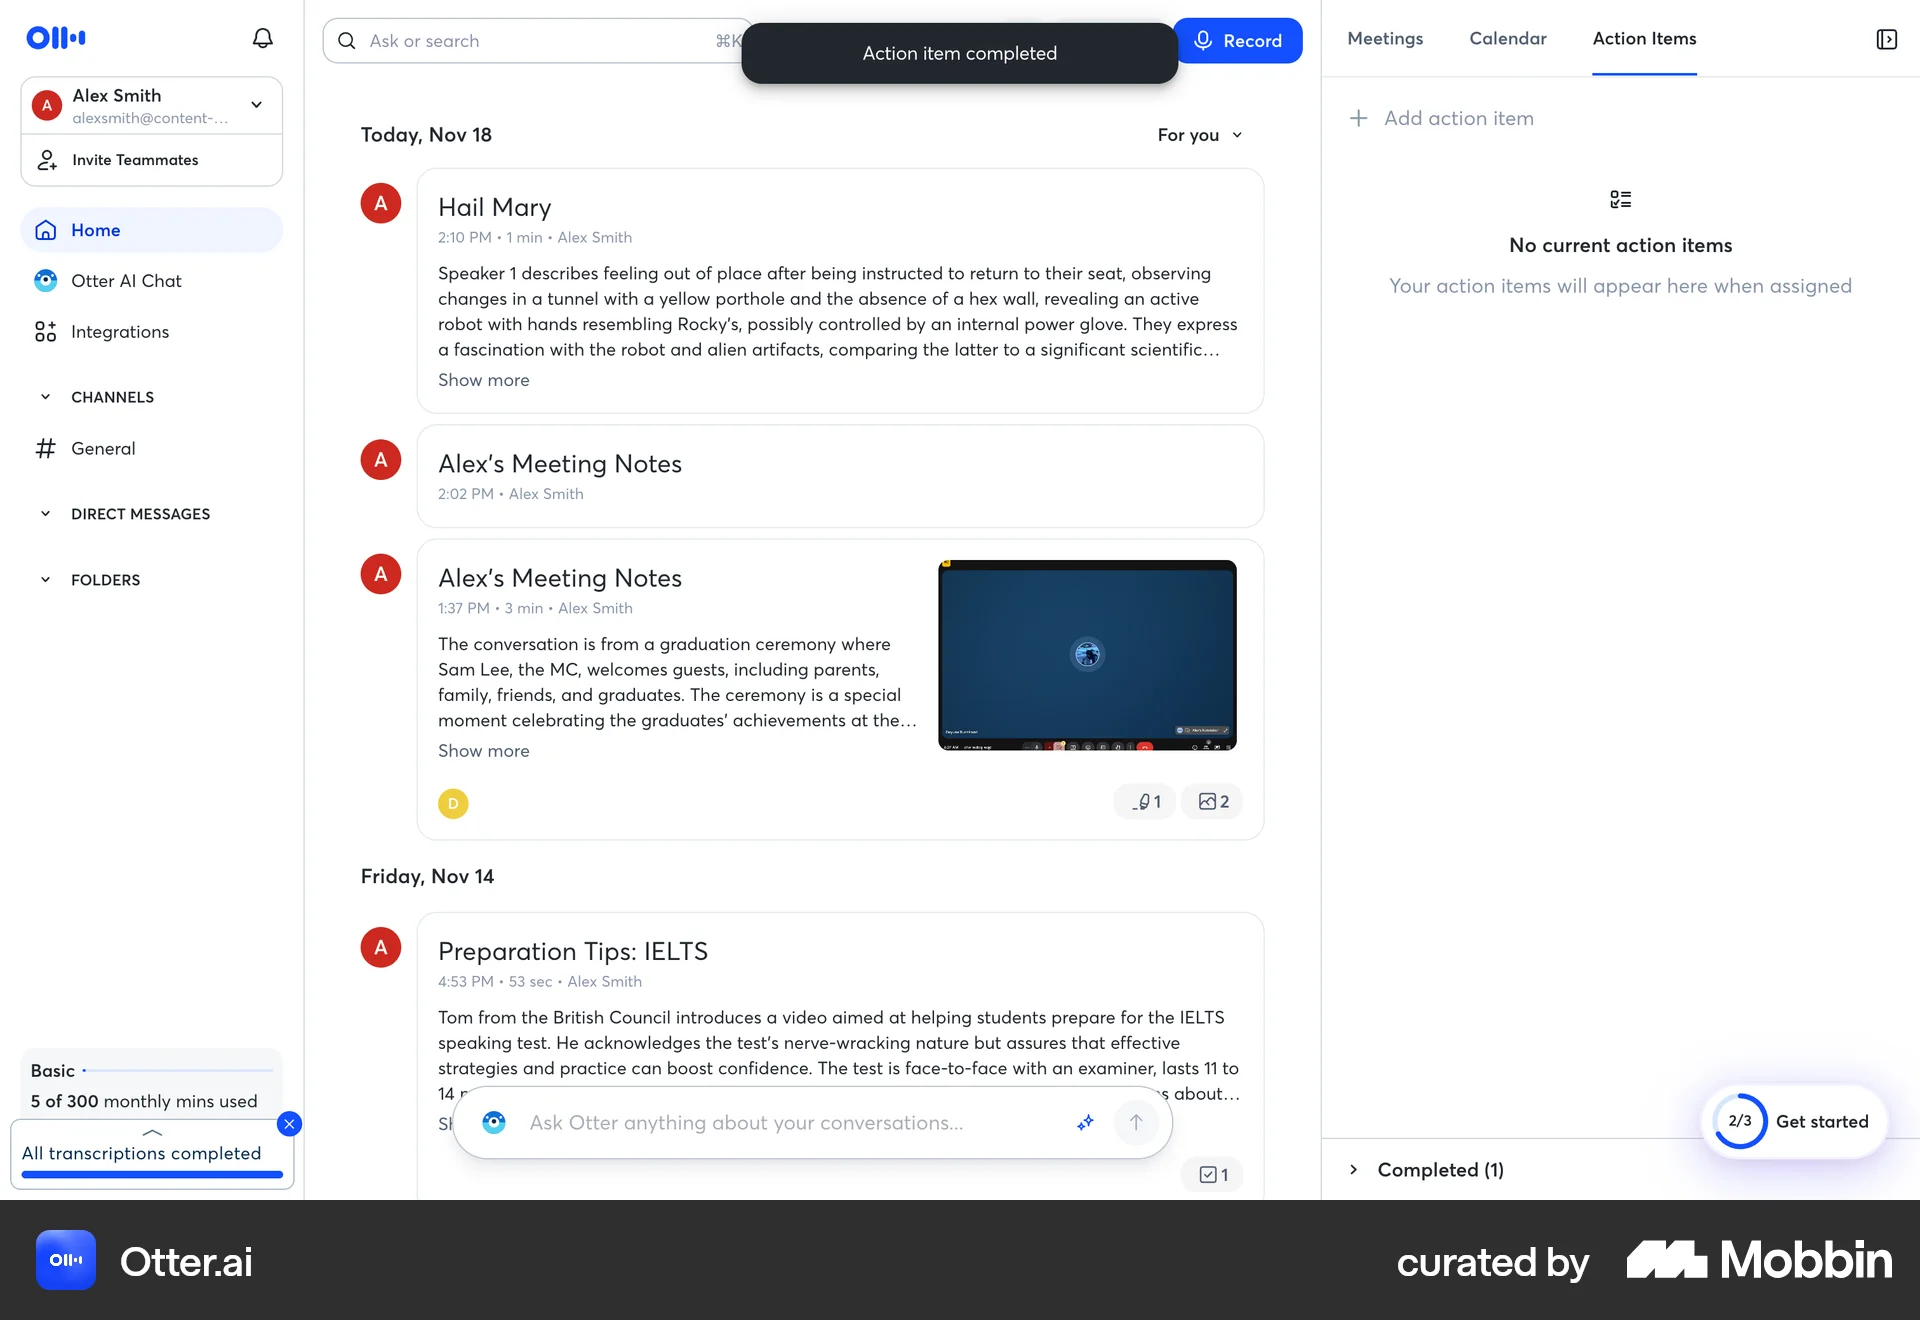 Alex Smith
alexsmith@content-...
Invite Teammates
Home
Otter AI Chat
Integrations
CHANNELS
General
DIRECT MESSAGES
FOLDERS
Basic
5 of 300 monthly mins used
All transcriptions completed
Ask or search
⌘K
Action item completed
Record
Today, Nov 18
For you
A
Hail Mary
2:10 PM • 1 min • Alex Smith
Speaker 1 describes feeling out of place after being instructed to return to their seat, observing
changes in a tunnel with a yellow porthole and the absence of a hex wall, revealing an active
robot with hands resembling Rocky's, possibly controlled by an internal power glove. They express
a fascination with the robot and alien artifacts, comparing the latter to a significant scientific...
Show more
A
Alex's Meeting Notes
2:02 PM • Alex Smith
A
Alex's Meeting Notes
1:37 PM • 3 min • Alex Smith
The conversation is from a graduation ceremony where
Sam Lee, the MC, welcomes guests, including parents,
family, friends, and graduates. The ceremony is a special
moment celebrating the graduates' achievements at the...
Show more
D
1
2
Friday, Nov 14
A
Preparation Tips: IELTS
4:53 PM • 53 sec • Alex Smith
Tom from the British Council introduces a video aimed at helping students prepare for the IELTS
speaking test. He acknowledges the test's nerve-wracking nature but assures that effective
strategies and practice can boost confidence. The test is face-to-face with an examiner, lasts 11 to
14 about...
Ask Otter anything about your conversations...
1
Meetings
Calendar
Action Items
Add action item
No current action items
Your action items will appear here when assigned
2/3
Get started
Completed (1)
Otter.ai
curated by
Mobbin